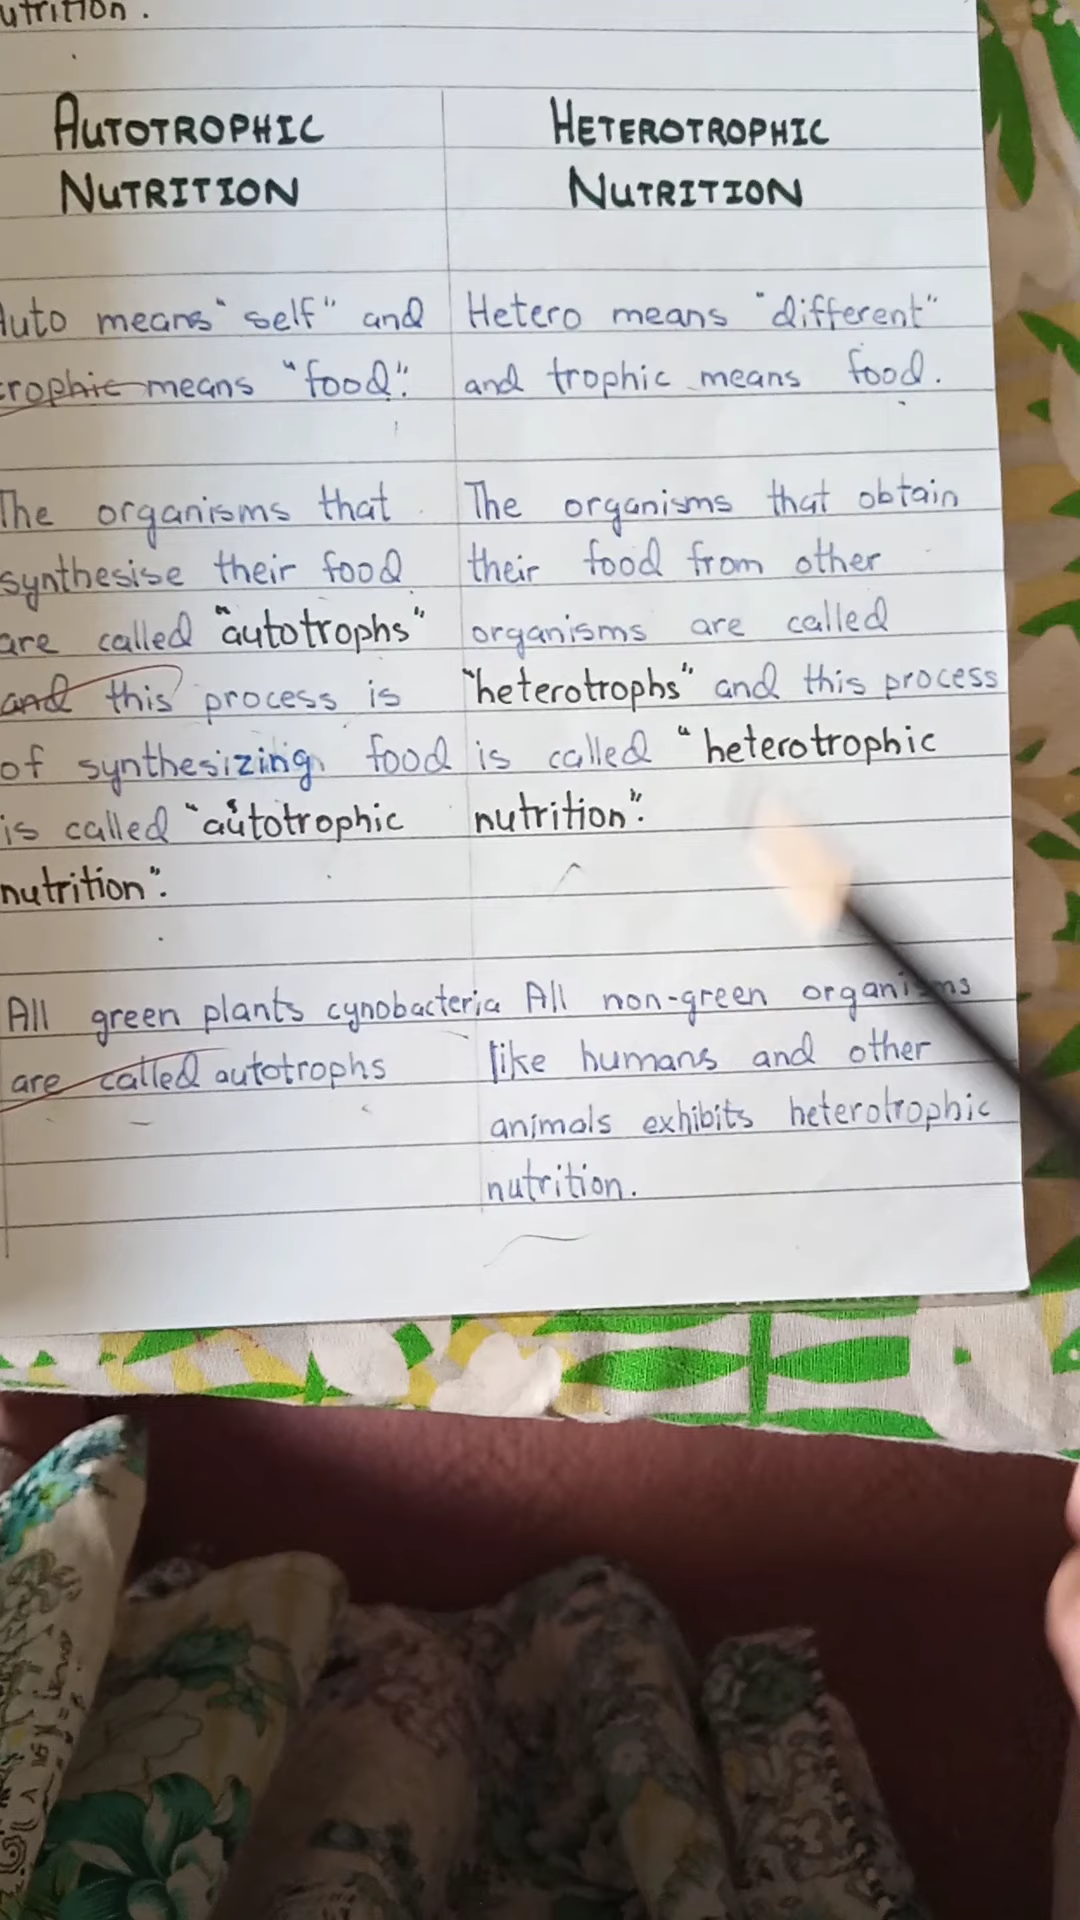 utrition.
AUTOTROPHIC
NUTRITION
Auto means "self" and
trophic means "food".
The organisms that
synthesise their food
are called "autotrophs"
and this process is
of synthesizing food
is called "autotrophic
nutrition".
All green plants cynobacteria
are called autotrophs
HETEROTROPHIC
NUTRITION
Hetero means "different"
and trophic means food.
The organisms that obtain
their food from other
organisms are called
"heterotrophs" and this process
is called "heterotrophic
nutrition".
All non-green organisms
like humans and other
animals exhibits heterotrophic
nutrition.